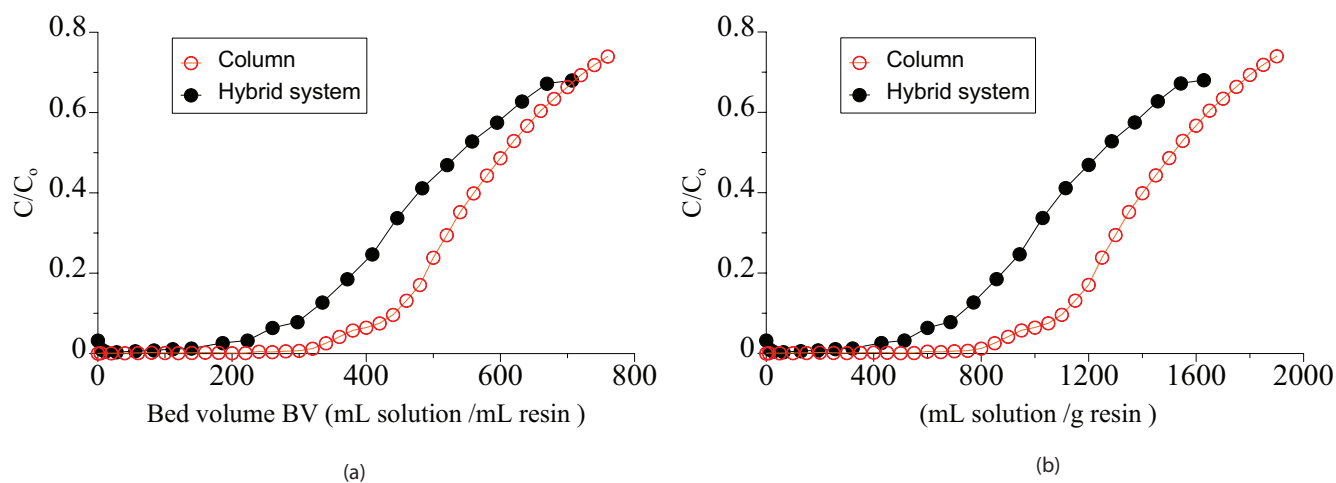 0.8
0.6
0.4
0.2
0
C/Co
Column
Hybrid system
0 200 400 600 800
Bed volume BV (mL solution /mL resin )
(a)
0.8
0.6
0.4
0.2
0
C/Co
Column
Hybrid system
0 400 800 1200 1600 2000
(mL solution /g resin )
(b)